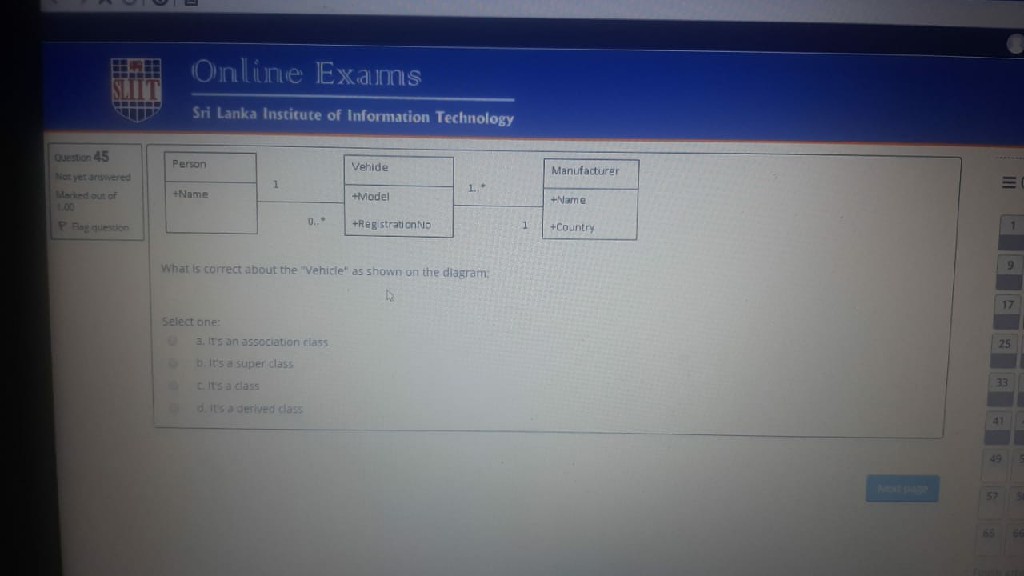 SLIIT
Online Exams
Sri Lanka Institute of Information Technology
Question 45
Not yet answered
Marked out of
1.00
Flag question
Person
+Name
1
0..*
Vehicle
+Model
+RegistrationNo
1..*
1
Manufacturer
+Name
+Country
What is correct about the "Vehicle" as shown on the diagram:
Select one:
a. It's an association class
b. It's a super class
c. It's a class
d. It's a derived class
Next page
1
9
17
25
33
41
49
57
65